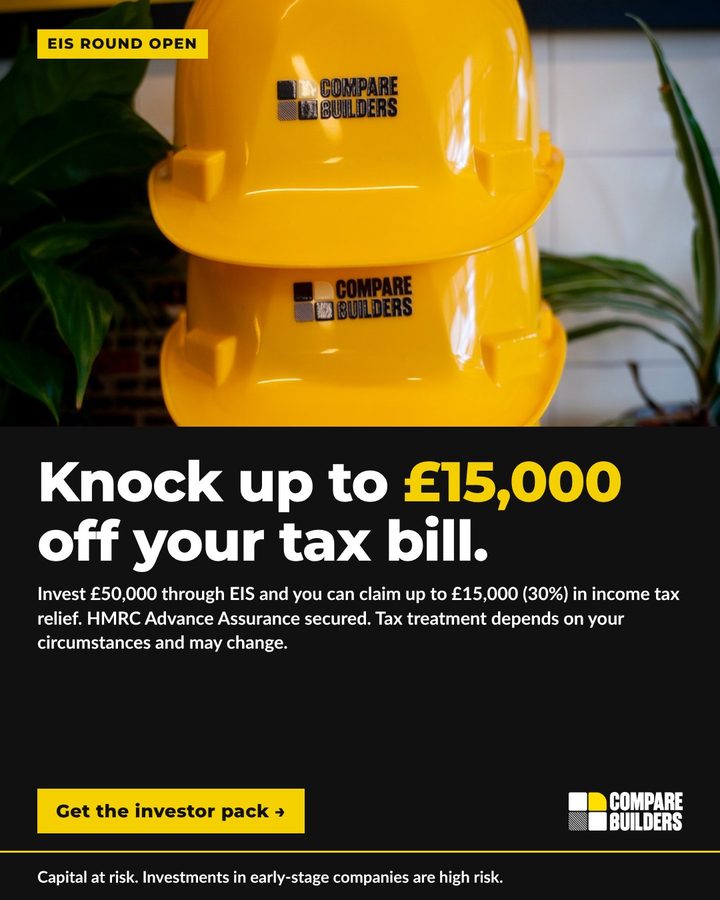 EIS ROUND OPEN
COMPARE
BUILDERS
COMPARE
BUILDERS
Knock up to £15,000
off your tax bill.
Invest £50,000 through EIS and you can claim up to £15,000 (30%) in income tax
relief. HMRC Advance Assurance secured. Tax treatment depends on your
circumstances and may change.
Get the investor pack →
COMPARE
BUILDERS
Capital at risk. Investments in early-stage companies are high risk.